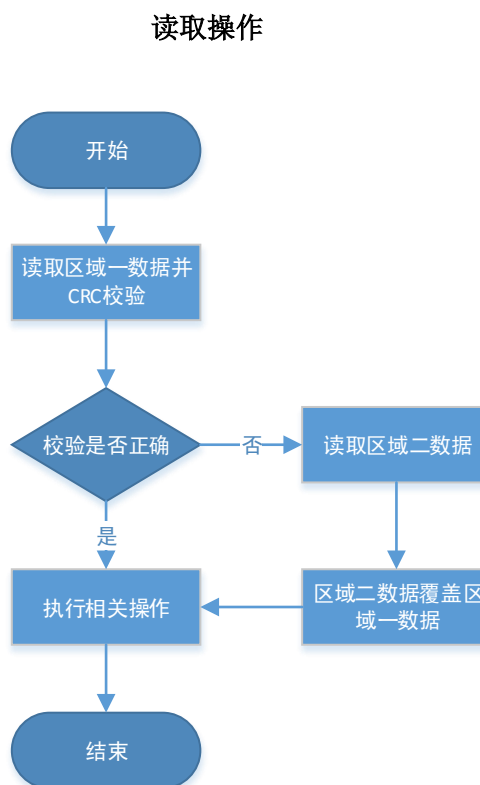 读取操作
开始
读取区域一数据并
CRC校验
校验是否正确
否
读取区域二数据
是
执行相关操作
区域二数据覆盖区
域一数据
结束